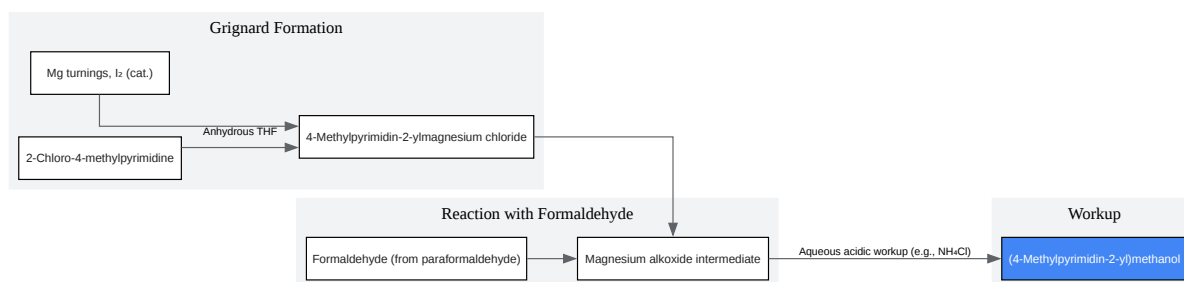 Grignard Formation
Mg turnings, I₂ (cat.)
Anhydrous THF
2-Chloro-4-methylpyrimidine
4-Methylpyrimidin-2-ylmagnesium chloride
Reaction with Formaldehyde
Formaldehyde (from paraformaldehyde)
Magnesium alkoxide intermediate
Aqueous acidic workup (e.g., NH₄Cl)
Workup
(4-Methylpyrimidin-2-yl)methanol